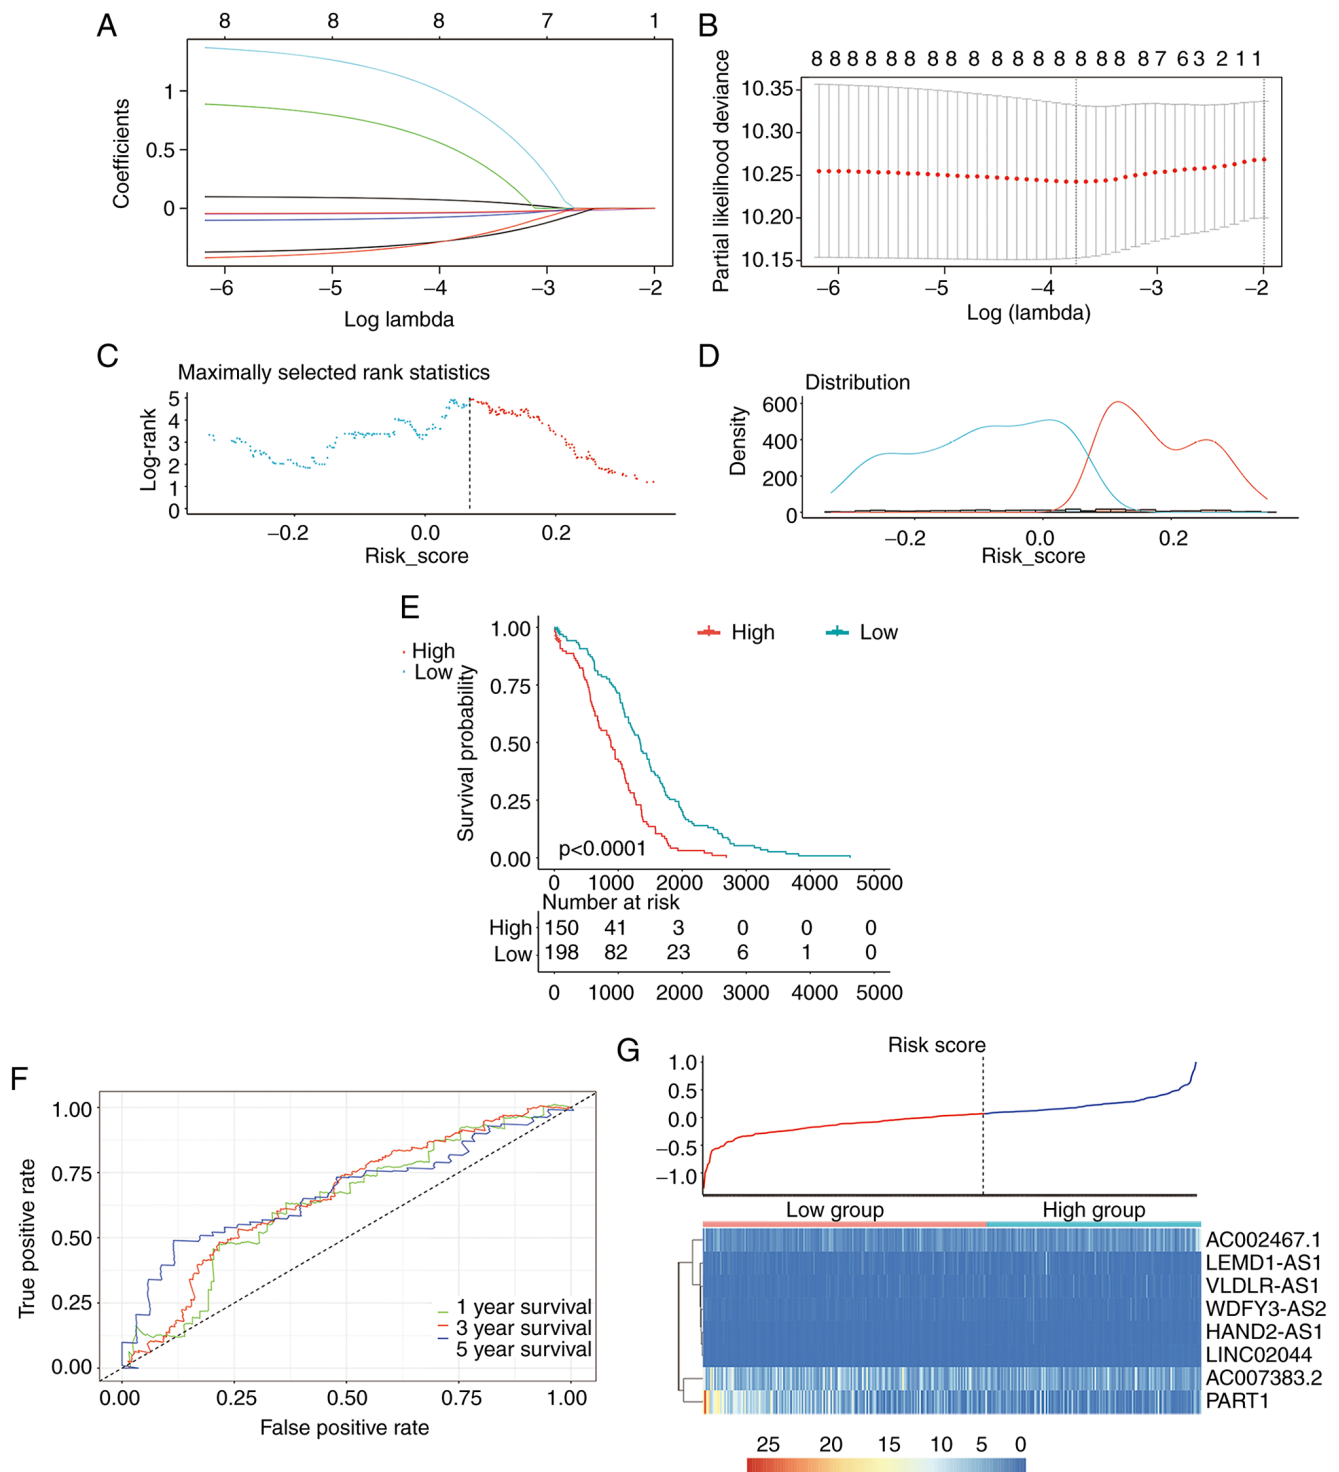 A
8 8 8 7 1
Coefficients
1
0.5
0
−6 −5 −4 −3 −2
Log lambda
B
8 8 8 8 8 8 8 8 8 8 8 8 8 8 8 8 8 8 8 7 6 3 2 1 1
Partial likelihood deviance
10.35
10.30
10.25
10.20
10.15
−6 −5 −4 −3 −2
Log (lambda)
C
Maximally selected rank statistics
Log-rank
5
4
3
2
1
0
−0.2 0.0 0.2
Risk_score
D
Distribution
Density
600
400
200
0
−0.2 0.0 0.2
Risk_score
E
High
Low
High Low
Survival probability
1.00
0.75
0.50
0.25
0.00
p<0.0001
0 1000 2000 3000 4000 5000
Number at risk
High 150 41 3 0 0 0
Low 198 82 23 6 1 0
0 1000 2000 3000 4000 5000
F
True positive rate
1.00
0.75
0.50
0.25
0.00
1 year survival
3 year survival
5 year survival
0.00 0.25 0.50 0.75 1.00
False positive rate
G
Risk score
1.0
0.5
0.0
−0.5
−1.0
Low group High group
AC002467.1
LEMD1-AS1
VLDLR-AS1
WDFY3-AS2
HAND2-AS1
LINC02044
AC007383.2
PART1
25 20 15 10 5 0